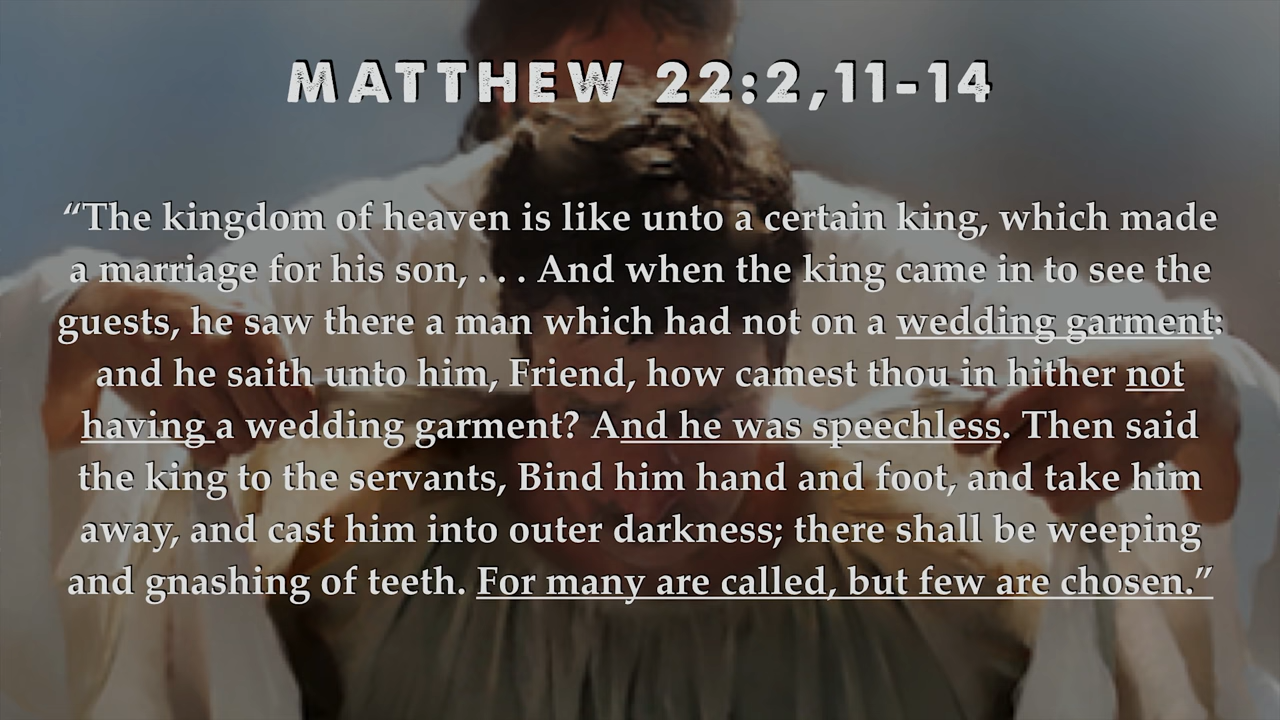 MATTHEW 22:2,11-14
“The kingdom of heaven is like unto a certain king, which made
a marriage for his son, . . . And when the king came in to see the
guests, he saw there a man which had not on a wedding garment:
and he saith unto him, Friend, how camest thou in hither not
having a wedding garment? And he was speechless. Then said
the king to the servants, Bind him hand and foot, and take him
away, and cast him into outer darkness; there shall be weeping
and gnashing of teeth. For many are called, but few are chosen.”